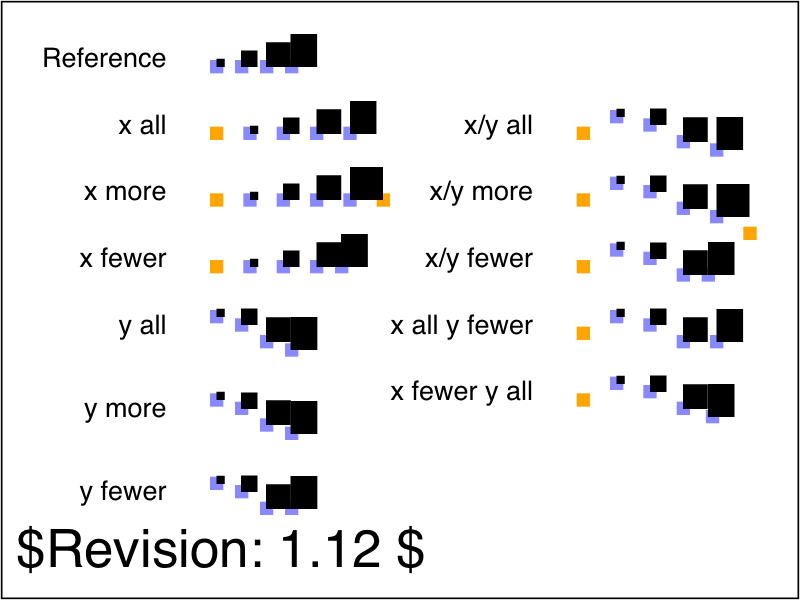 Reference
x all
x more
x fewer
y all
y more
y fewer
x/y all
x/y more
x/y fewer
x all y fewer
x fewer y all
$Revision: 1.12 $